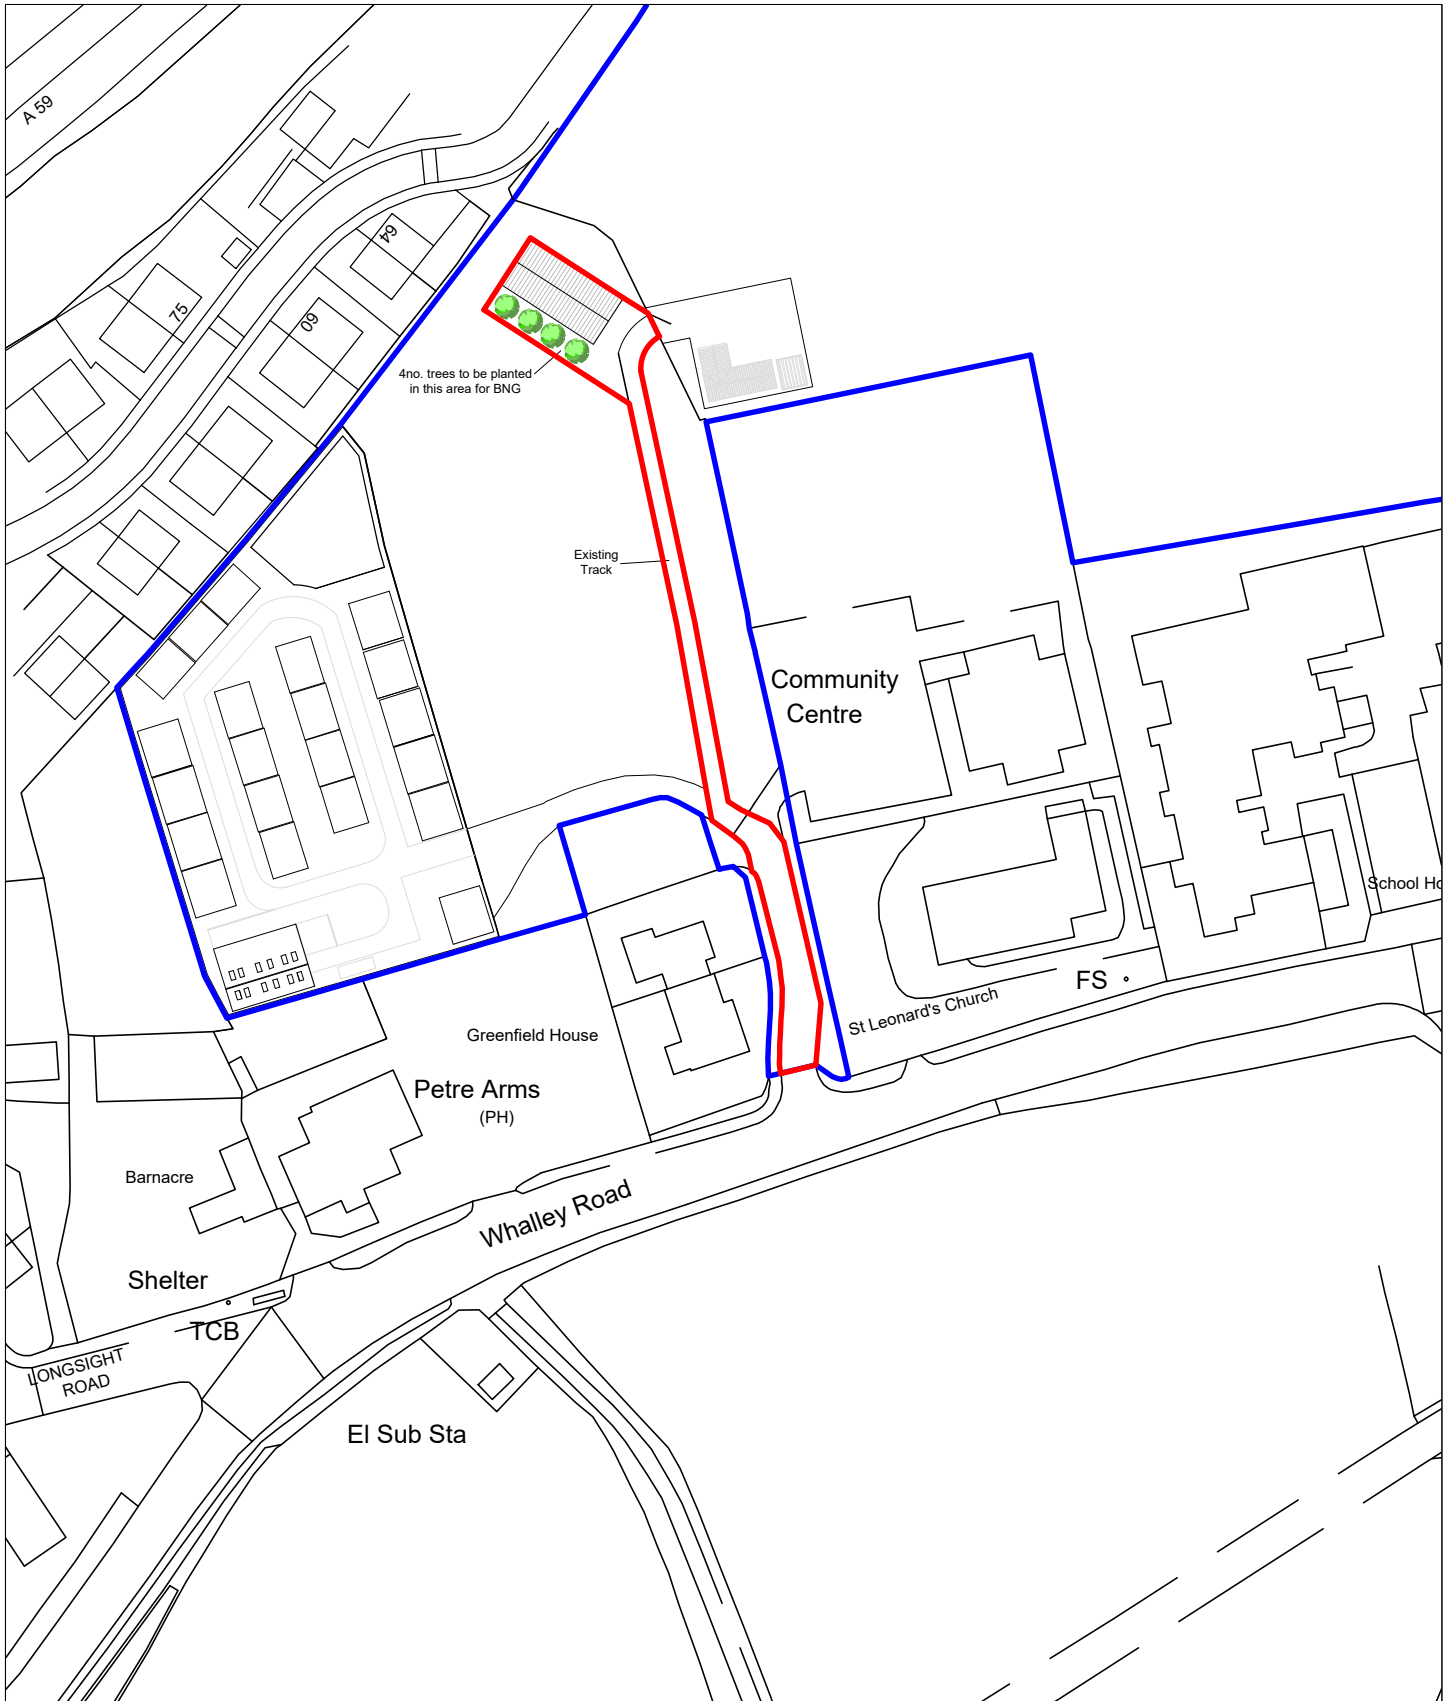 A 59
64
60
75
4no. trees to be planted
in this area for BNG
Existing
Track
Community
Centre
School Ho
FS
St Leonard's Church
Greenfield House
Petre Arms
(PH)
Barnacre
Whalley Road
Shelter
TCB
LONGSIGHT
ROAD
El Sub Sta